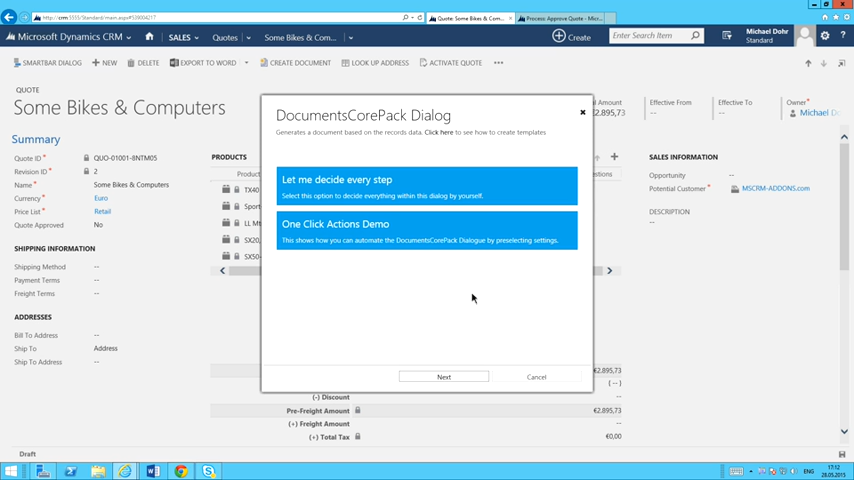 http://crm:5555/Standard/main.aspx#539004217
Quote: Some Bikes & Com...
Process: Approve Quote - Micr...
Microsoft Dynamics CRM
SALES
Quotes
Some Bikes & Com...
Create
Enter Search Term
Michael Dohr
Standard
SMARTBAR DIALOG
NEW
DELETE
EXPORT TO WORD
CREATE DOCUMENT
LOOK UP ADDRESS
ACTIVATE QUOTE
QUOTE
Some Bikes & Computers
Amount
€2.895,73
Effective From
--
Effective To
--
Owner*
Michael D
Summary
Quote ID* QUO-01001-8NTM05
Revision ID* 2
Name* Some Bikes & Computers
Currency* Euro
Price List* Retail
Quote Approved No
SHIPPING INFORMATION
Shipping Method --
Payment Terms --
Freight Terms --
ADDRESSES
Bill To Address --
Ship To Address
Ship To Address --
PRODUCTS
Produc
TX40
Sport
LL Mt
SX20,
SX50-
estions
DocumentsCorePack Dialog
Generates a document based on the records data. Click here to see how to create templates
Let me decide every step
Select this option to decide everything within this dialog by yourself.
One Click Actions Demo
This shows how you can automate the DocumentsCorePack Dialogue by preselecting settings.
Next
Cancel
SALES INFORMATION
Opportunity --
Potential Customer* MSCRM-ADDONS.com
DESCRIPTION
--
€2.895,73
( -- )
(-) Discount --
Pre-Freight Amount €2.895,73
(+) Freight Amount --
(+) Total Tax €0,00
Draft
ENG
17:12
28.05.2015